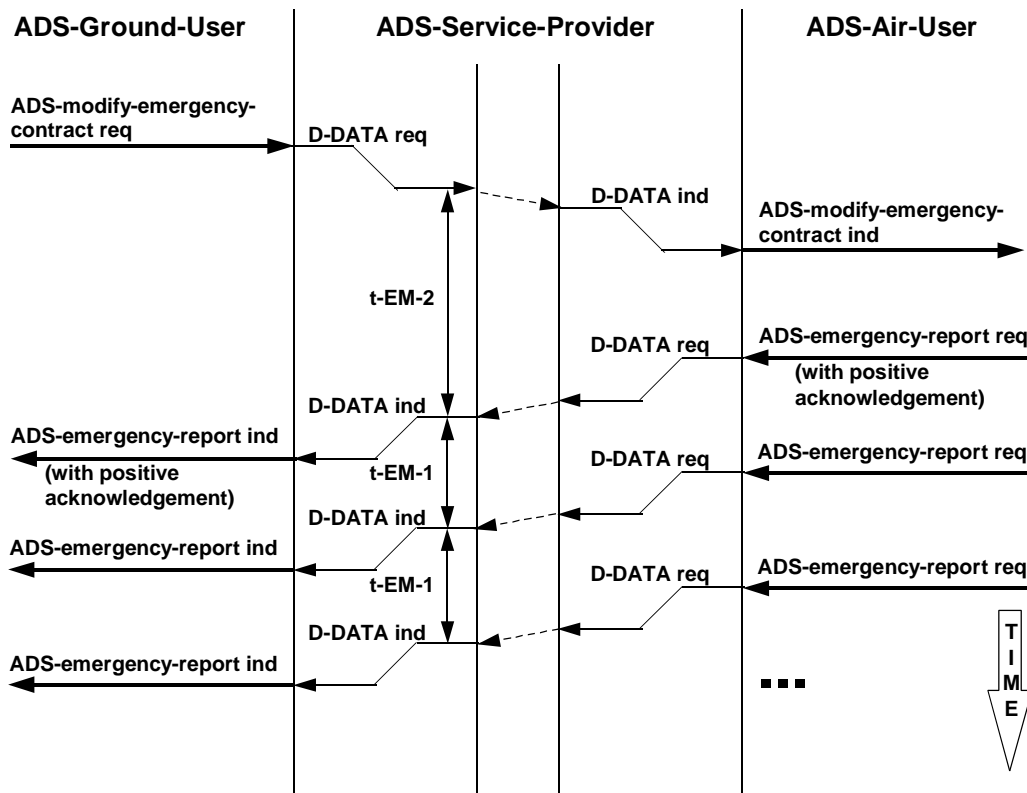 ADS-Ground-User
ADS-Service-Provider
ADS-Air-User
ADS-modify-emergency-
contract req
D-DATA req
D-DATA ind
ADS-modify-emergency-
contract ind
t-EM-2
ADS-emergency-report req
(with positive
acknowledgement)
D-DATA req
D-DATA ind
ADS-emergency-report ind
(with positive
acknowledgement)
t-EM-1
D-DATA req
ADS-emergency-report req
D-DATA ind
ADS-emergency-report ind
t-EM-1
D-DATA req
ADS-emergency-report req
D-DATA ind
ADS-emergency-report ind
...
T
I
M
E